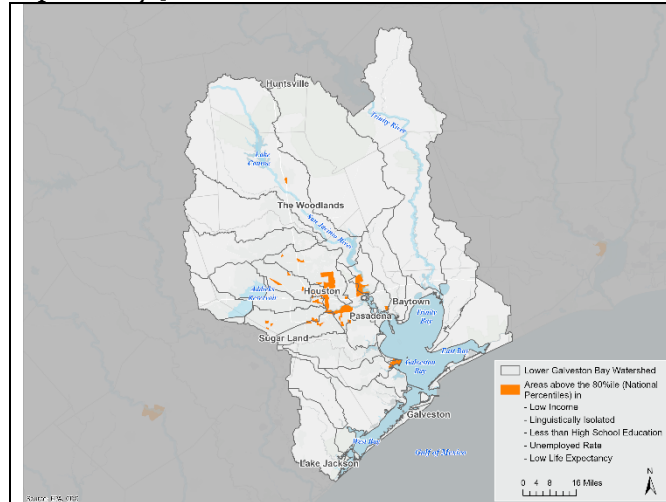 Huntsville
Trinity River
Lake
Conroe
The Woodlands
San Jacinto River
Addicks
Reservoir
Houston
Baytown
Pasadena
Trinity
Bay
Sugar Land
East Bay
Galveston
Bay
Galveston
West Bay
Gulf of Mexico
Lake Jackson
Lower Galveston Bay Watershed
Areas above the 80%ile (National
Percentiles) in
- Low Income
- Linguistically Isolated
- Less than High School Education
- Unemployed Rate
- Low Life Expectancy
0 4 8 16 Miles
N